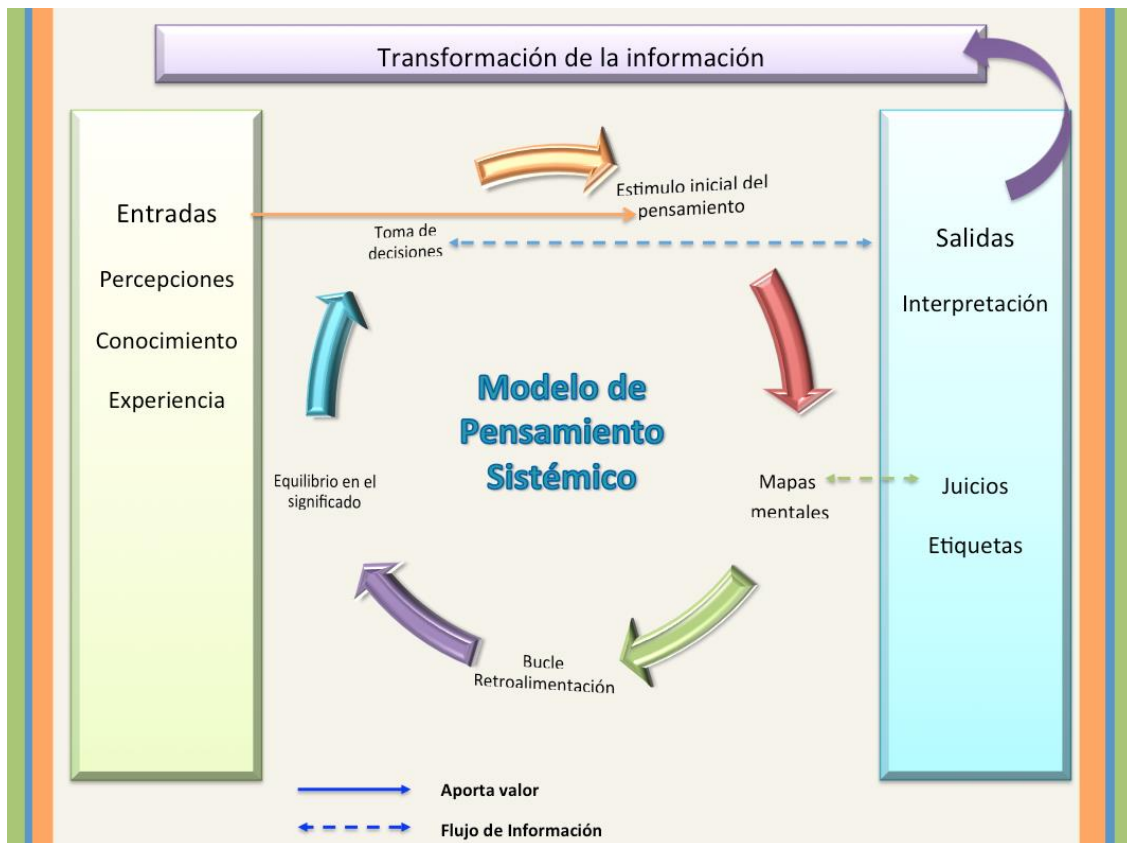 Transformación de la información
Entradas
Percepciones
Conocimiento
Experiencia
Estimulo inicial del
pensamiento
Toma de
decisiones
Modelo de
Pensamiento
Sistémico
Equilibrio en el
significado
Mapas
mentales
Bucle
Retroalimentación
Salidas
Interpretación
Juicios
Etiquetas
Aporta valor
Flujo de Información